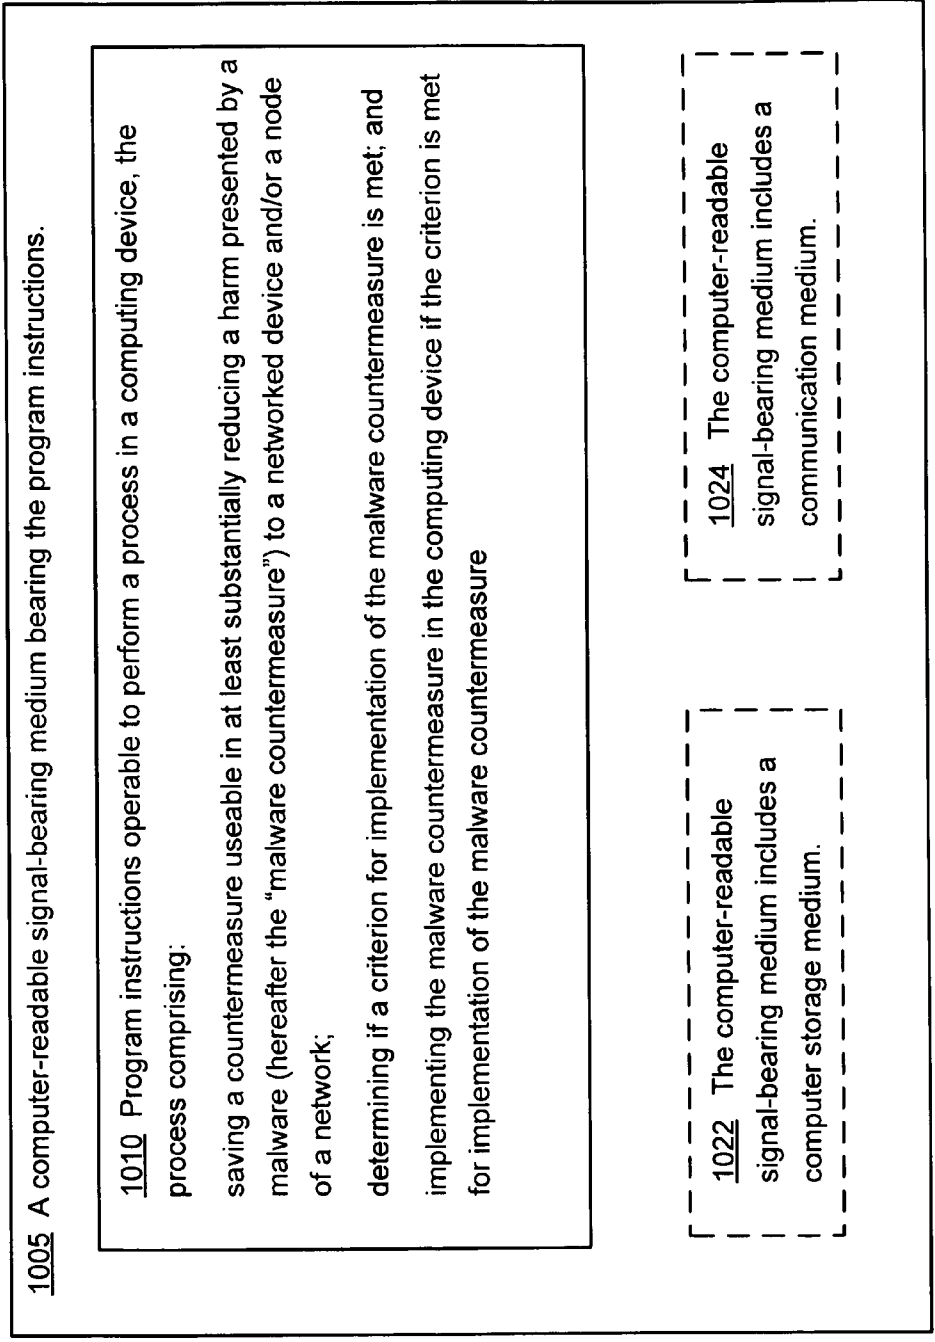 1005 A computer-readable signal-bearing medium bearing the program instructions.
1010 Program instructions operable to perform a process in a computing device, the
process comprising:
saving a countermeasure useable in at least substantially reducing a harm presented by a
malware (hereafter the “malware countermeasure”) to a networked device and/or a node
of a network;
determining if a criterion for implementation of the malware countermeasure is met; and
implementing the malware countermeasure in the computing device if the criterion is met
for implementation of the malware countermeasure
1022 The computer-readable
signal-bearing medium includes a
computer storage medium.
1024 The computer-readable
signal-bearing medium includes a
communication medium.